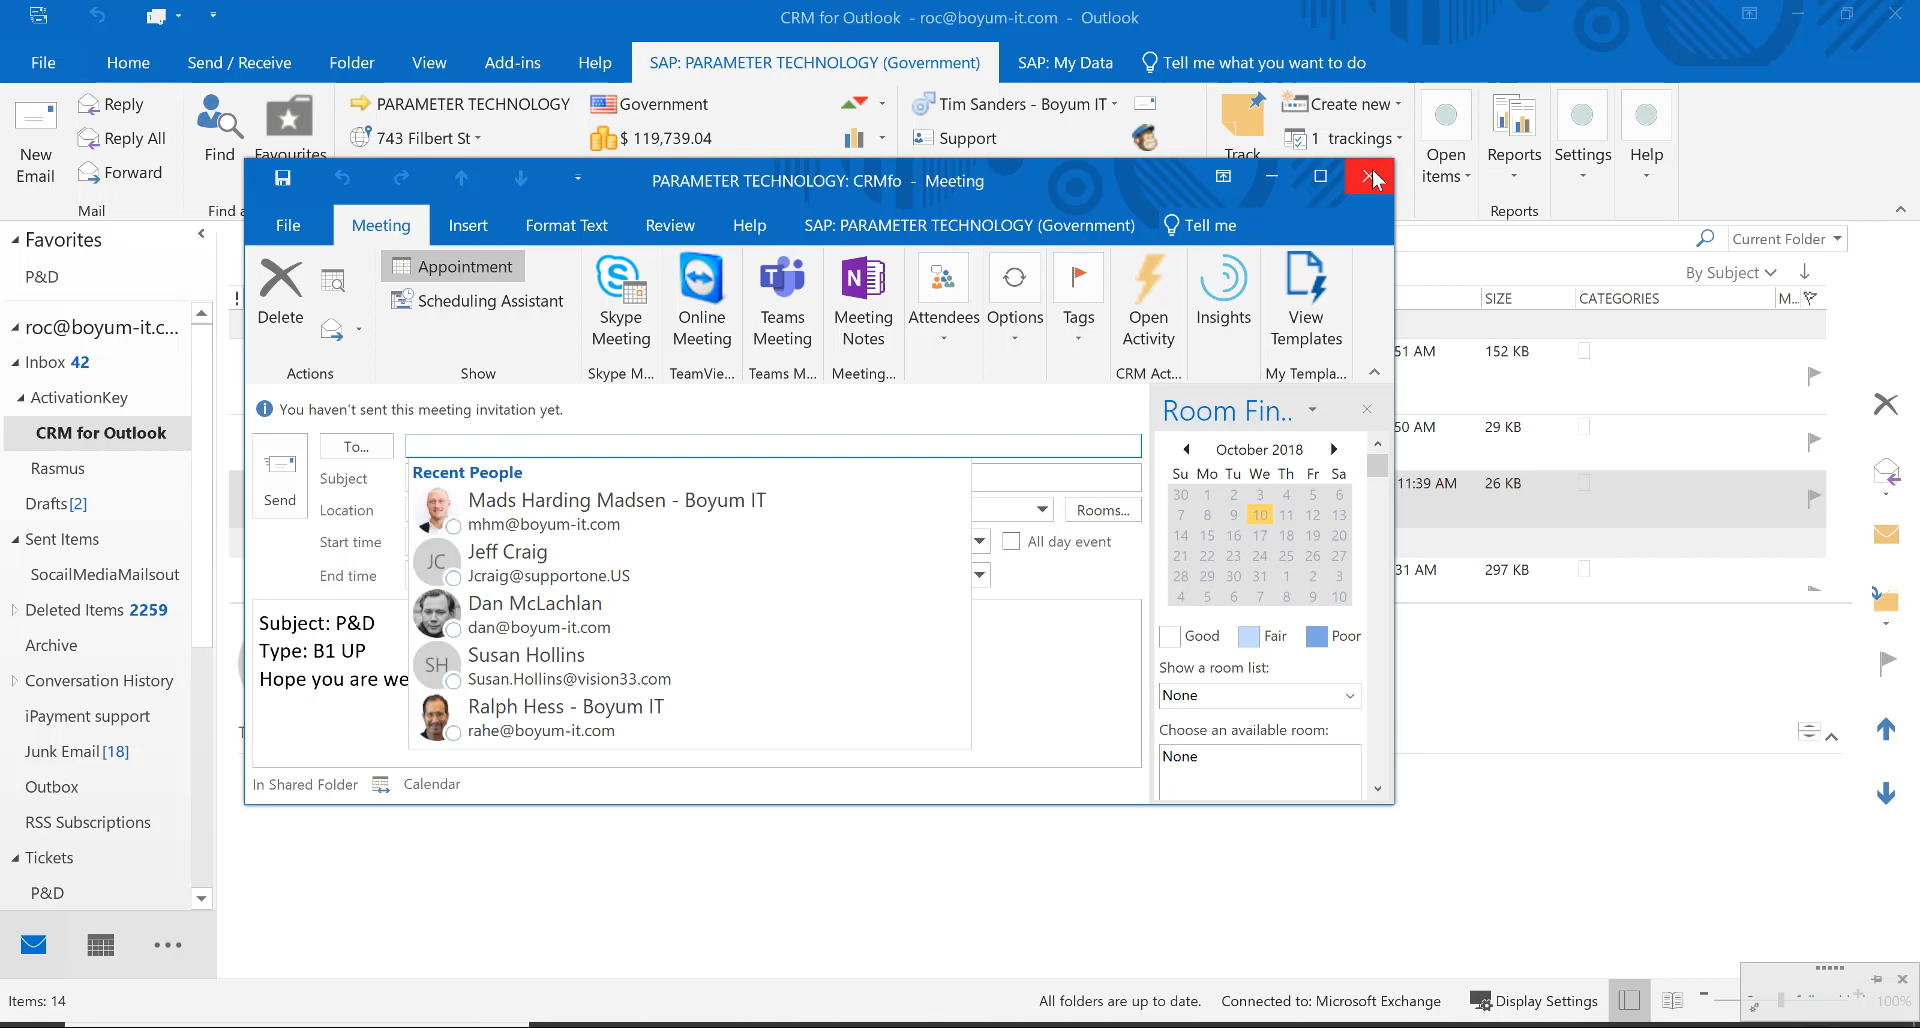 CRM for Outlook - roc@boyum-it.com - Outlook
File Home Send / Receive Folder View Add-ins Help SAP: PARAMETER TECHNOLOGY (Government) SAP: My Data Tell me what you want to do
New Email
Reply
Reply All
Forward
Mail
Find
Favourites
Find a
PARAMETER TECHNOLOGY
743 Filbert St
Government
$ 119,739.04
Tim Sanders - Boyum IT
Support
Track
Create new
1 trackings
Open items
Reports
Settings
Help
Reports
Favorites
P&D
roc@boyum-it.c...
Inbox 42
ActivationKey
CRM for Outlook
Rasmus
Drafts [2]
Sent Items
SocailMediaMailsout
Deleted Items 2259
Archive
Conversation History
iPayment support
Junk Email [18]
Outbox
RSS Subscriptions
Tickets
P&D
PARAMETER TECHNOLOGY: CRMfo - Meeting
File Meeting Insert Format Text Review Help SAP: PARAMETER TECHNOLOGY (Government) Tell me
Delete
Actions
Appointment
Scheduling Assistant
Show
Skype Meeting
Skype M...
Online Meeting
TeamVie...
Teams Meeting
Teams M...
Meeting Notes
Meeting...
Attendees
Options
Tags
Open Activity
CRM Act...
Insights
View Templates
My Templa...
You haven't sent this meeting invitation yet.
Send
To...
Subject
Location
Rooms...
Start time
All day event
End time
Recent People
Mads Harding Madsen - Boyum IT
mhm@boyum-it.com
JC
Jeff Craig
Jcraig@supportone.US
Dan McLachlan
dan@boyum-it.com
SH
Susan Hollins
Susan.Hollins@vision33.com
Ralph Hess - Boyum IT
rahe@boyum-it.com
Subject: P&D
Type: B1 UP
Hope you are we
In Shared Folder Calendar
Room Fin..
October 2018
Su Mo Tu We Th Fr Sa
30 1 2 3 4 5 6
7 8 9 10 11 12 13
14 15 16 17 18 19 20
21 22 23 24 25 26 27
28 29 30 31 1 2 3
4 5 6 7 8 9 10
Good Fair Poor
Show a room list:
None
Choose an available room:
None
Current Folder
By Subject
! SIZE CATEGORIES M...
51 AM 152 KB
50 AM 29 KB
11:39 AM 26 KB
31 AM 297 KB
Items: 14
All folders are up to date. Connected to: Microsoft Exchange Display Settings 100%